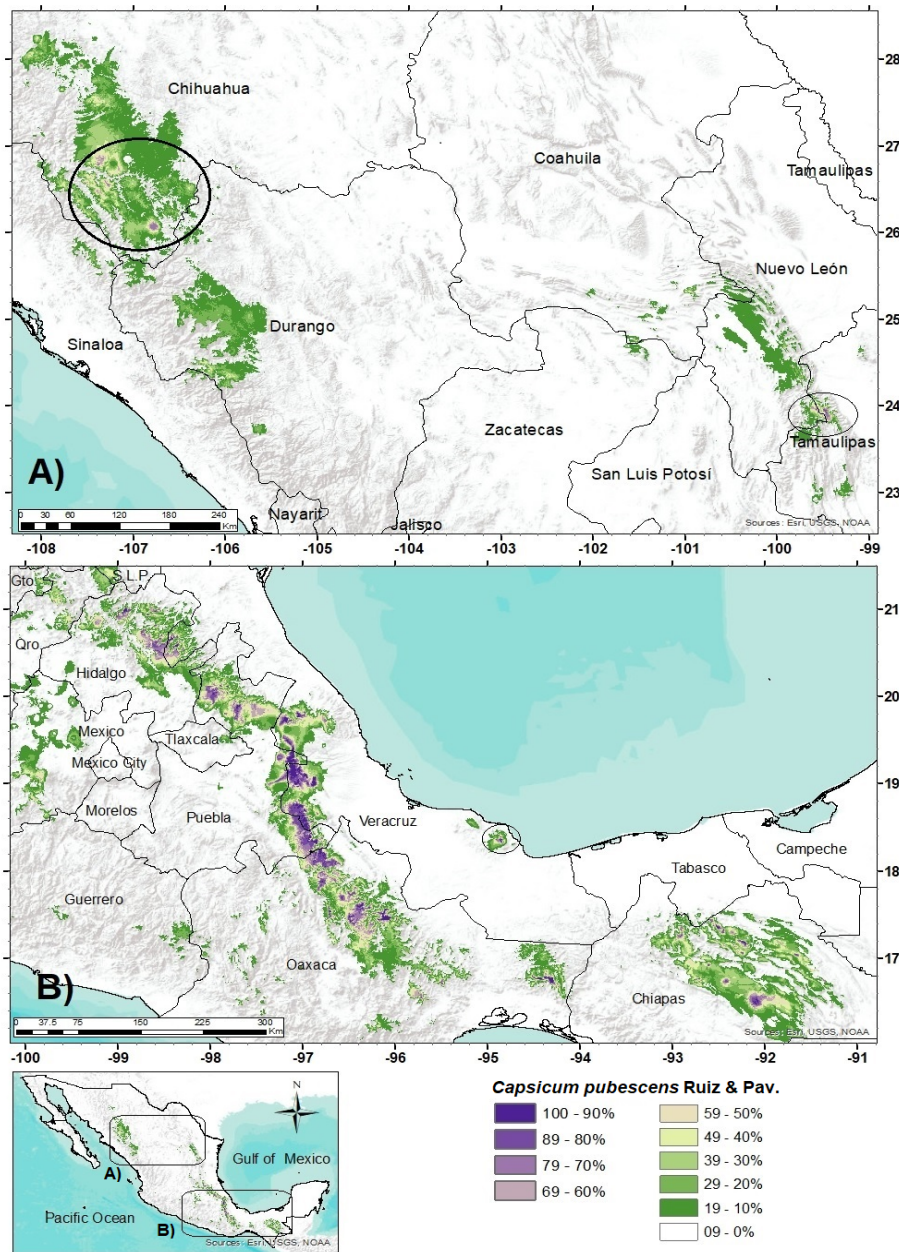 Chihuahua
Coahuila
Tamaulipas
Nuevo León
Durango
Sinaloa
Zacatecas
Tamaulipas
San Luis Potosí
A)
Nayarit
Jalisco
0 15 30 60 120 180 240
Km
Sources: Esri, USGS, NOAA
28
27
26
25
24
23
-108 -107 -106 -105 -104 -103 -102 -101 -100 -99
Gto
S.L.P.
Qro
Hidalgo
Mexico
Tlaxcala
Mexico City
Morelos
Puebla
Veracruz
Campeche
Tabasco
Guerrero
Oaxaca
Chiapas
B)
0 37.5 75 150 225 300
Km
Sources: Esri, USGS, NOAA
21
20
19
18
17
-100 -99 -98 -97 -96 -95 -94 -93 -92 -91
N
Gulf of Mexico
A)
Pacific Ocean
B)
Sources: Esri, USGS, NOAA
Capsicum pubescens Ruiz & Pav.
100 - 90%
89 - 80%
79 - 70%
69 - 60%
59 - 50%
49 - 40%
39 - 30%
29 - 20%
19 - 10%
09 - 0%